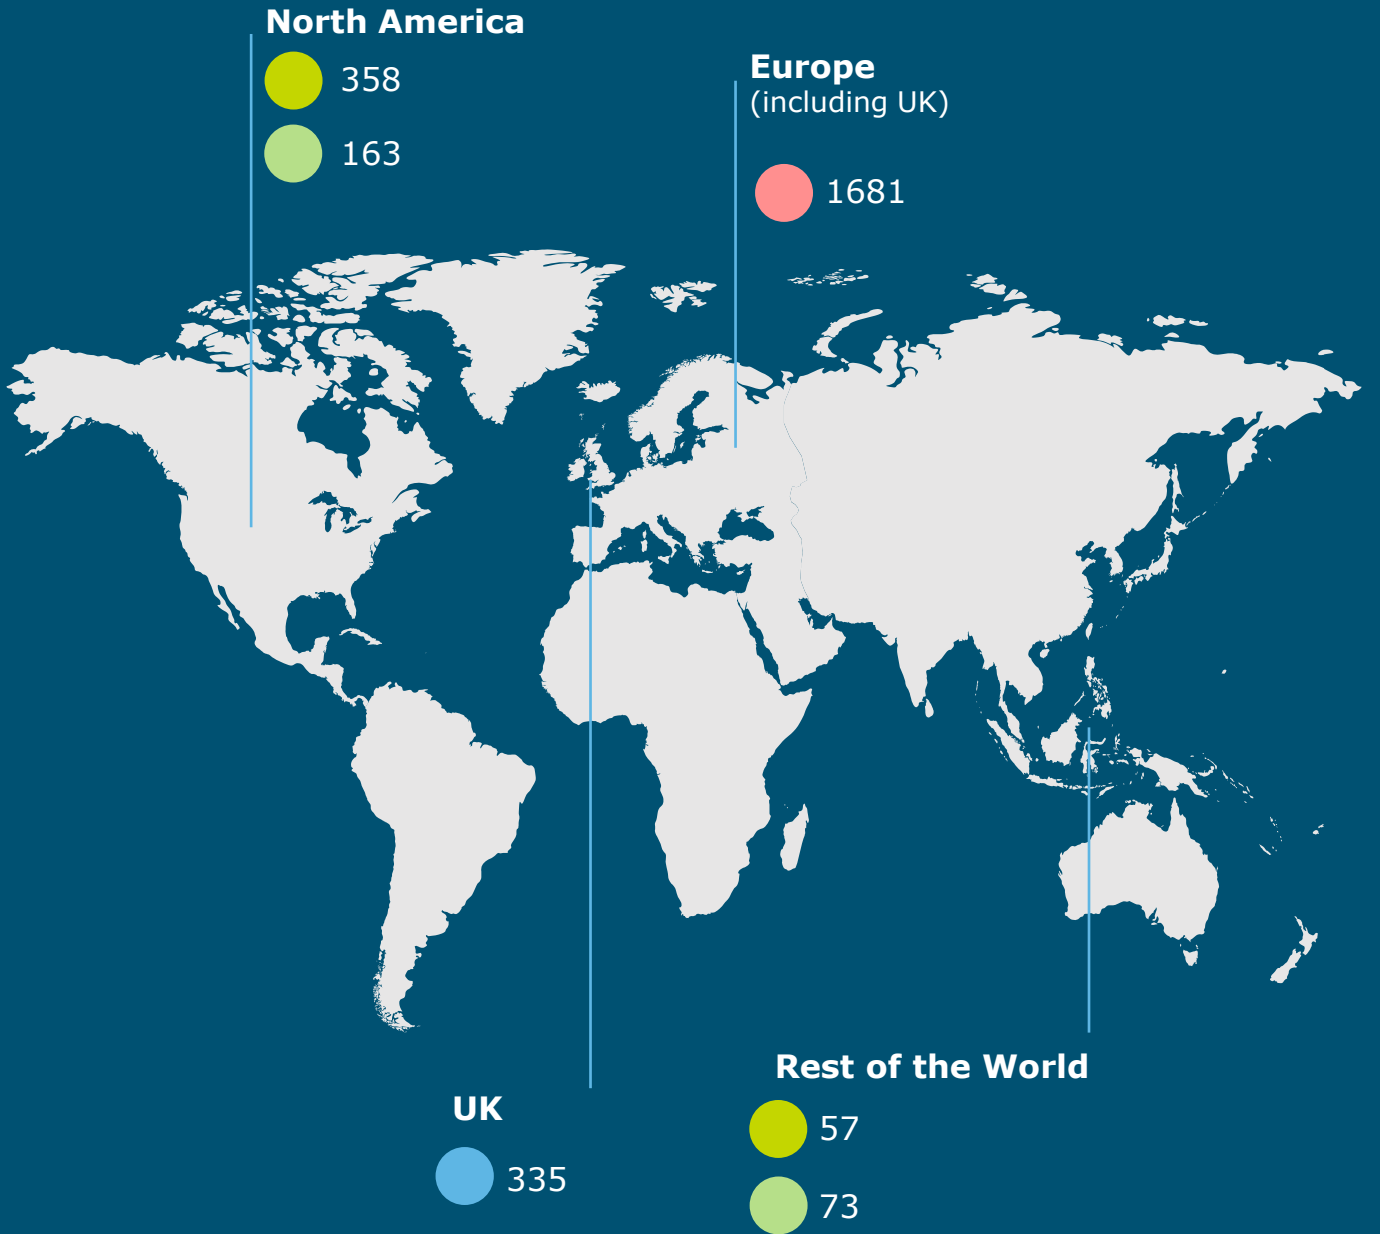 North America
358
163
Europe
(including UK)
1681
UK
335
Rest of the World
57
73